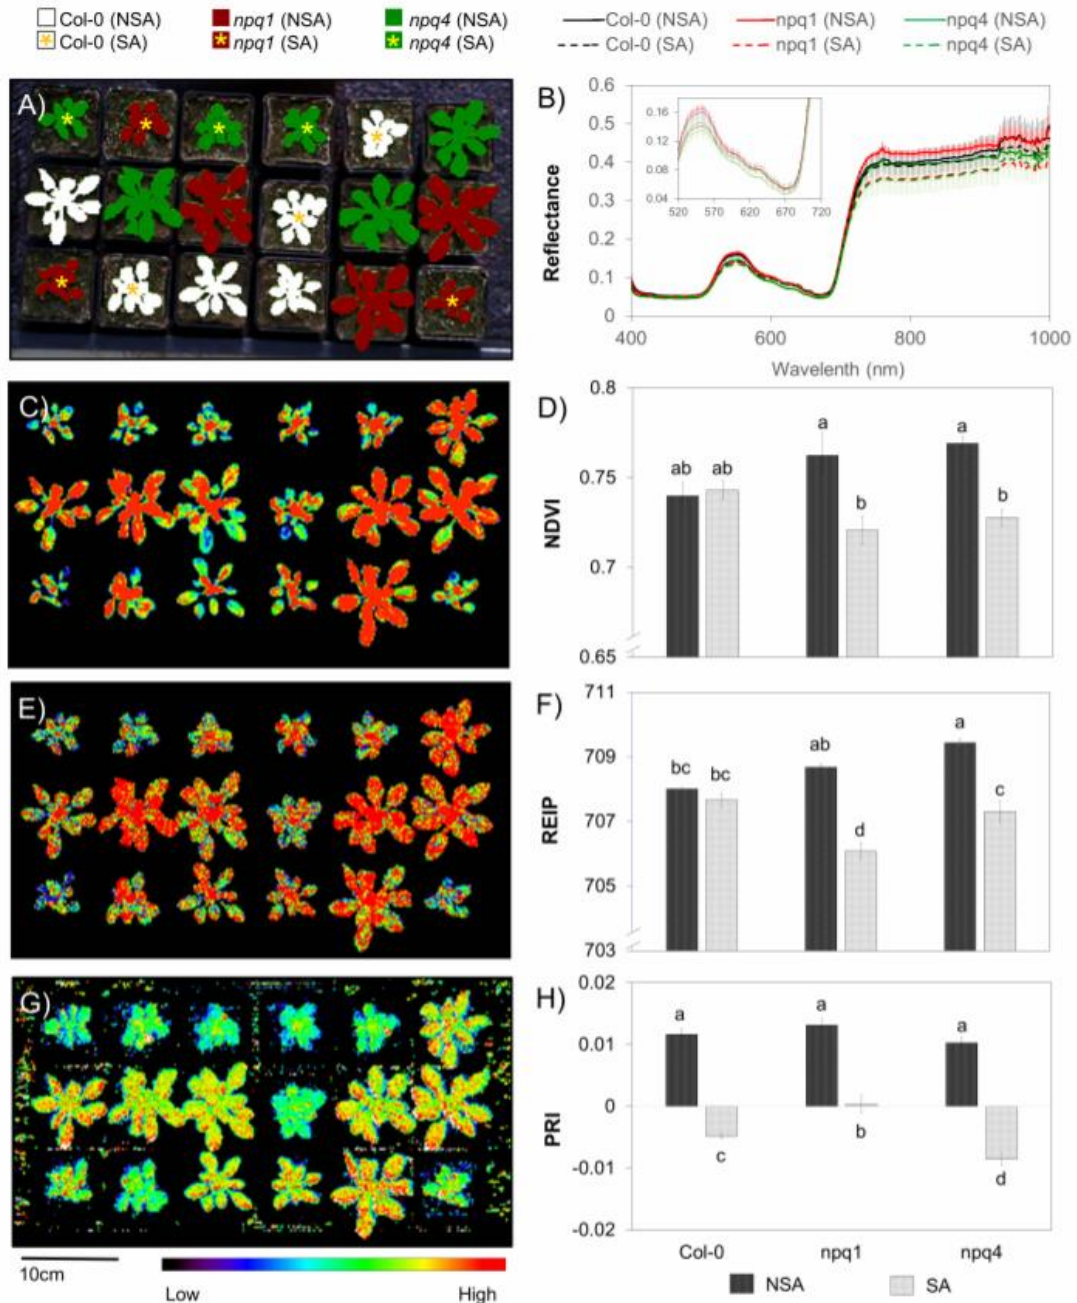 Col-0 (NSA) npq1 (NSA) npq4 (NSA) Col-0 (NSA) npq1 (NSA) npq4 (NSA)
* Col-0 (SA) * npq1 (SA) * npq4 (SA) Col-0 (SA) npq1 (SA) npq4 (SA)
A)
B)
Reflectance
0.6
0.5
0.4
0.3
0.2
0.1
0
0.16
0.12
0.08
0.04
520 570 620 670 720
400 600 800 1000
Wavelenth (nm)
C)
D)
NDVI
0.8
0.75
0.7
0.65
ab ab a b a b
E)
F)
REIP
711
709
707
705
703
bc bc ab d a c
G)
H)
PRI
0.02
0.01
0
-0.01
-0.02
a c a b a d
Col-0 npq1 npq4
NSA SA
10cm
Low High